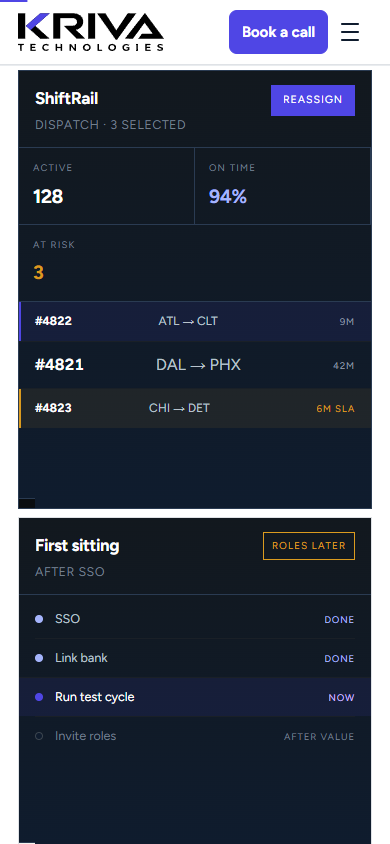 KRIVA
TECHNOLOGIES
Book a call
ShiftRail
REASSIGN
DISPATCH · 3 SELECTED
ACTIVE
ON TIME
128
94%
AT RISK
3
#4822 ATL → CLT 9M
#4821 DAL → PHX 42M
#4823 CHI → DET 6M SLA
First sitting
ROLES LATER
AFTER SSO
SSO DONE
Link bank DONE
Run test cycle NOW
Invite roles AFTER VALUE